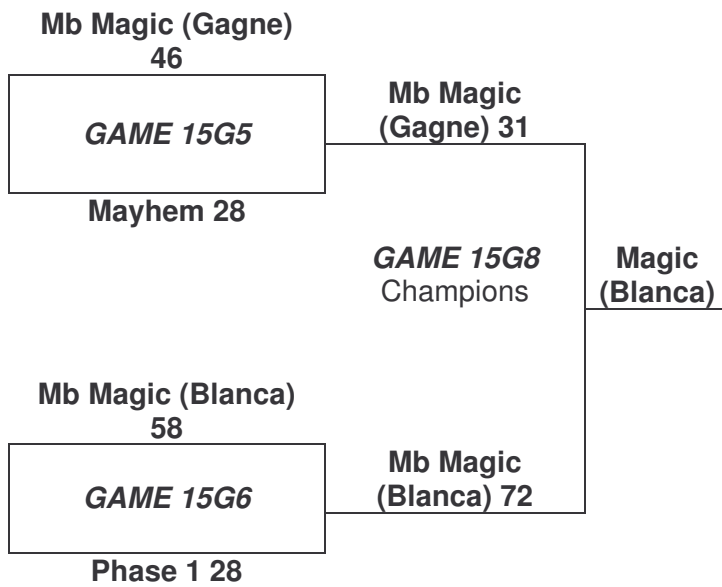 Mb Magic (Gagne)
46
GAME 15G5
Mayhem 28
Mb Magic
(Gagne) 31
GAME 15G8
Champions
Magic
(Blanca)
Mb Magic (Blanca)
58
GAME 15G6
Phase 1 28
Mb Magic
(Blanca) 72